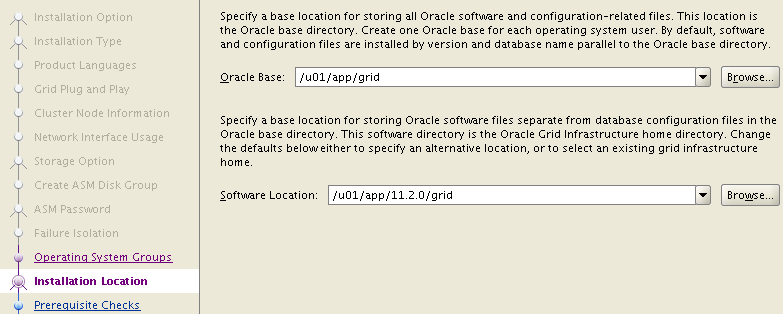 Installation Option
Installation Type
Product Languages
Grid Plug and Play
Cluster Node Information
Network Interface Usage
Storage Option
Create ASM Disk Group
ASM Password
Failure Isolation
Operating System Groups
Installation Location
Prerequisite Checks
Specify a base location for storing all Oracle software and configuration-related files. This location is
the Oracle base directory. Create one Oracle base for each operating system user. By default, software
and configuration files are installed by version and database name parallel to the Oracle base directory.
Oracle Base: /u01/app/grid Browse...
Specify a base location for storing Oracle software files separate from database configuration files in the
Oracle base directory. This software directory is the Oracle Grid Infrastructure home directory. Change
the defaults below either to specify an alternative location, or to select an existing grid infrastructure
home.
Software Location: /u01/app/11.2.0/grid Browse...